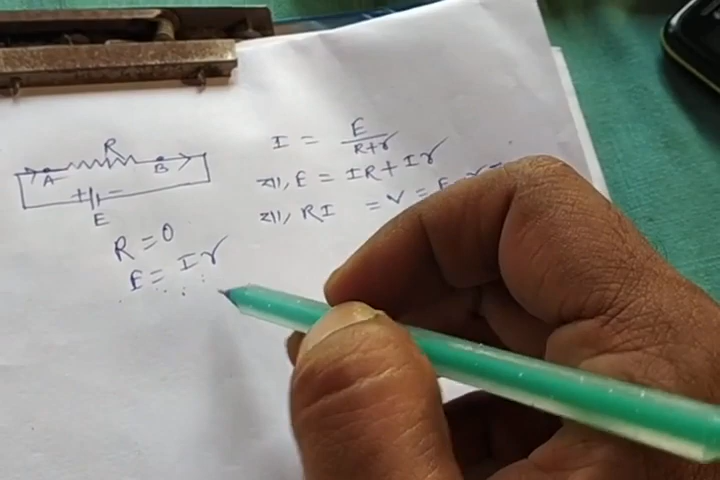 R
A B
+ -
E
I = E/R+r
বা, E = IR + Ir
বা, RI = V = E
R = 0
E = Ir